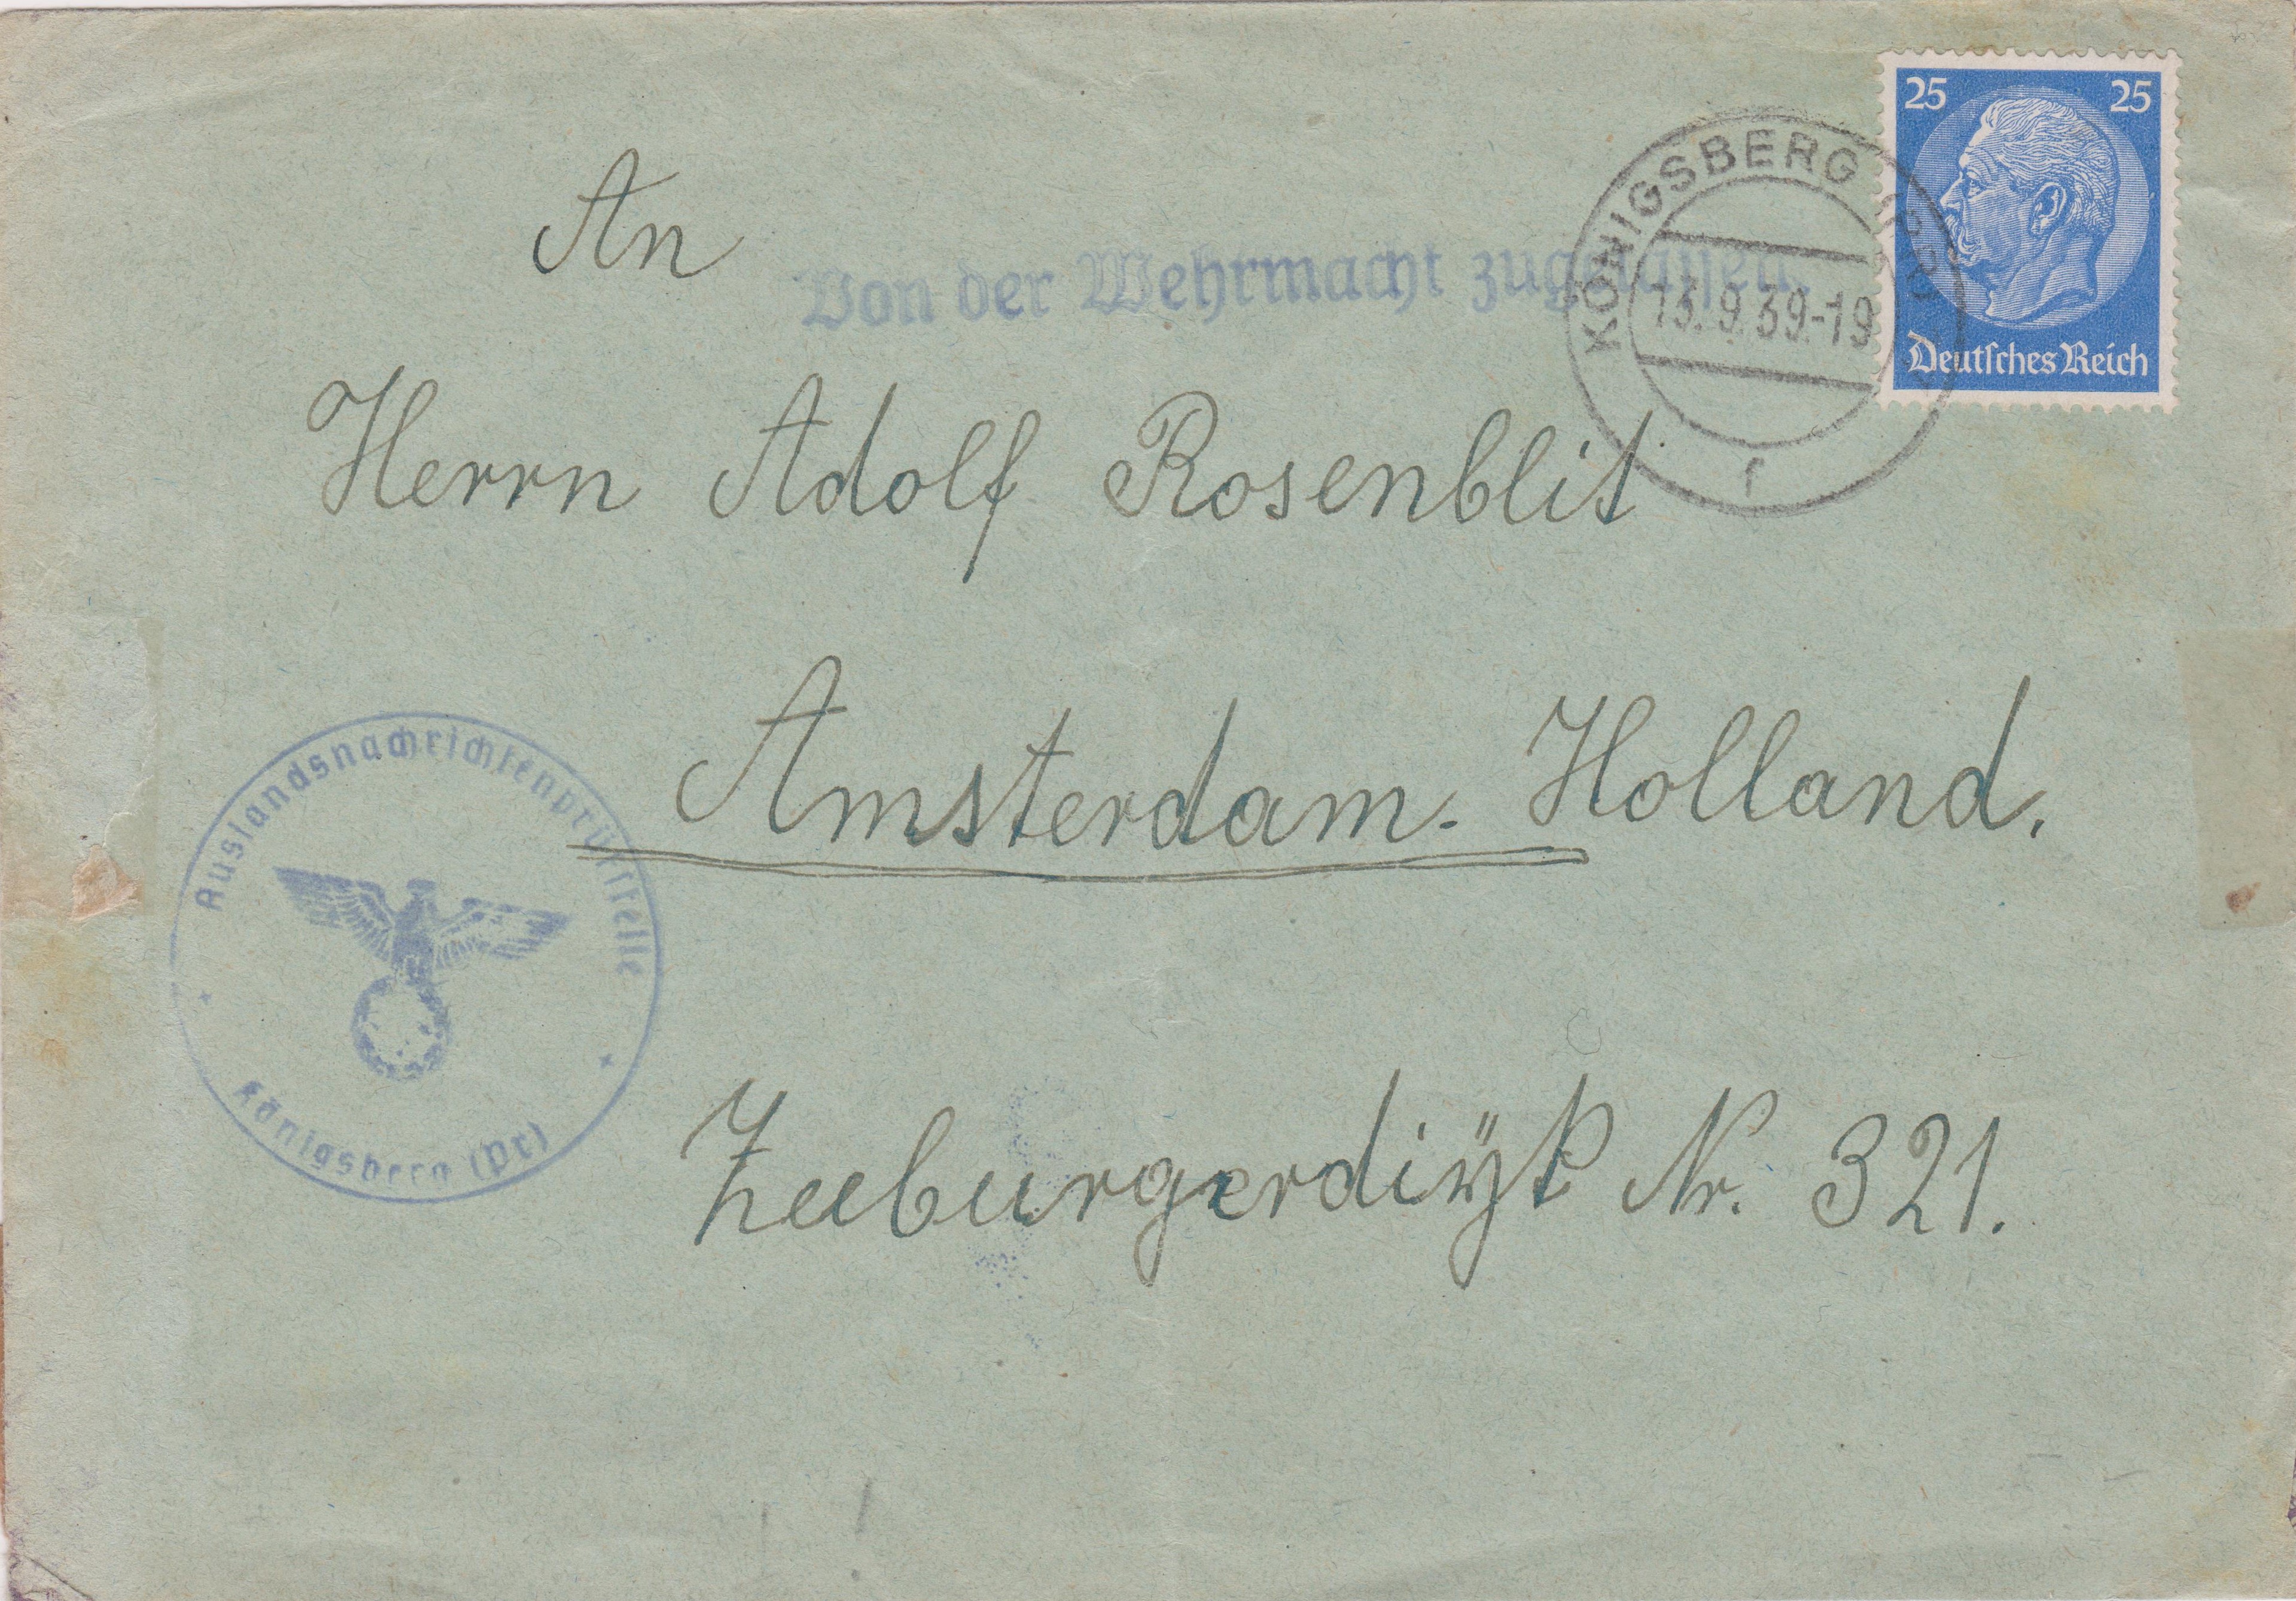 25 25
Deutsches Reich
KÖNIGSBERG (PR)
13.9.39-19
f
An
Von der Wehrmacht zugelassen.
Herrn Adolf Rosenblit
Amsterdam. Holland.
Auslandsnachrichtenprüfstelle
Königsberg (Pr)
Zeeburgerdijk Nr. 321.